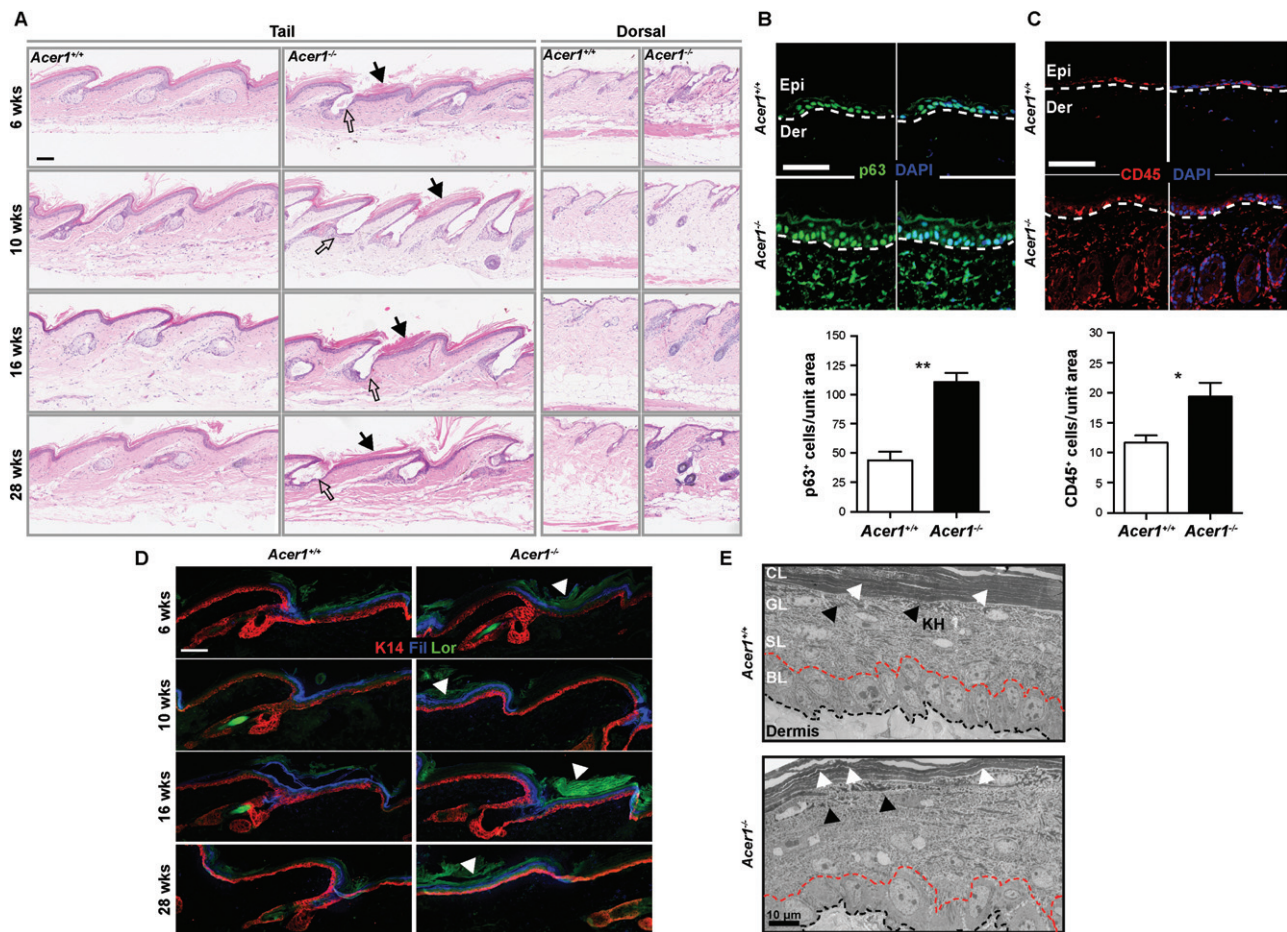 A
Tail
Dorsal
Acer1+/+
Acer1-/-
Acer1+/+
Acer1-/-
6 wks
10 wks
16 wks
28 wks
B
Acer1+/+
Epi
Der
p63 DAPI
Acer1-/-
p63+ cells/unit area
150
125
100
75
50
25
0
**
Acer1+/+
Acer1-/-
C
Acer1+/+
Epi
Der
CD45 DAPI
Acer1-/-
CD45+ cells/unit area
30
25
20
15
10
5
0
*
Acer1+/+
Acer1-/-
D
Acer1+/+
Acer1-/-
6 wks
K14 Fil Lor
10 wks
16 wks
28 wks
E
Acer1+/+
CL
GL
KH
SL
BL
Dermis
Acer1-/-
10 µm